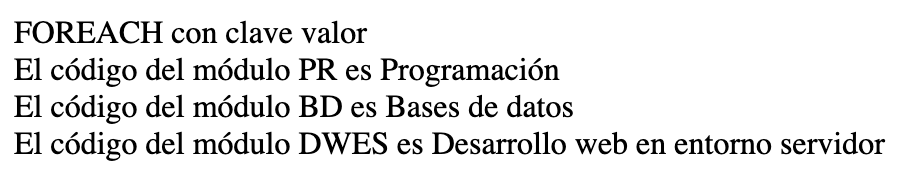 FOREACH con clave valor
El código del módulo PR es Programación
El código del módulo BD es Bases de datos
El código del módulo DWES es Desarrollo web en entorno servidor